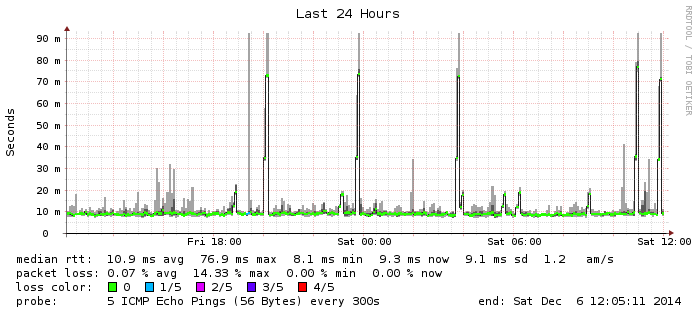 Last 24 Hours
RRDTOOL / TOBI OETIKER
Seconds
90 m
80 m
70 m
60 m
50 m
40 m
30 m
20 m
10 m
0
Fri 18:00 Sat 00:00 Sat 06:00 Sat 12:00
median rtt: 10.9 ms avg 76.9 ms max 8.1 ms min 9.3 ms now 9.1 ms sd 1.2 am/s
packet loss: 0.07 % avg 14.33 % max 0.00 % min 0.00 % now
loss color: 0 1/5 2/5 3/5 4/5
probe: 5 ICMP Echo Pings (56 Bytes) every 300s end: Sat Dec 6 12:05:11 2014